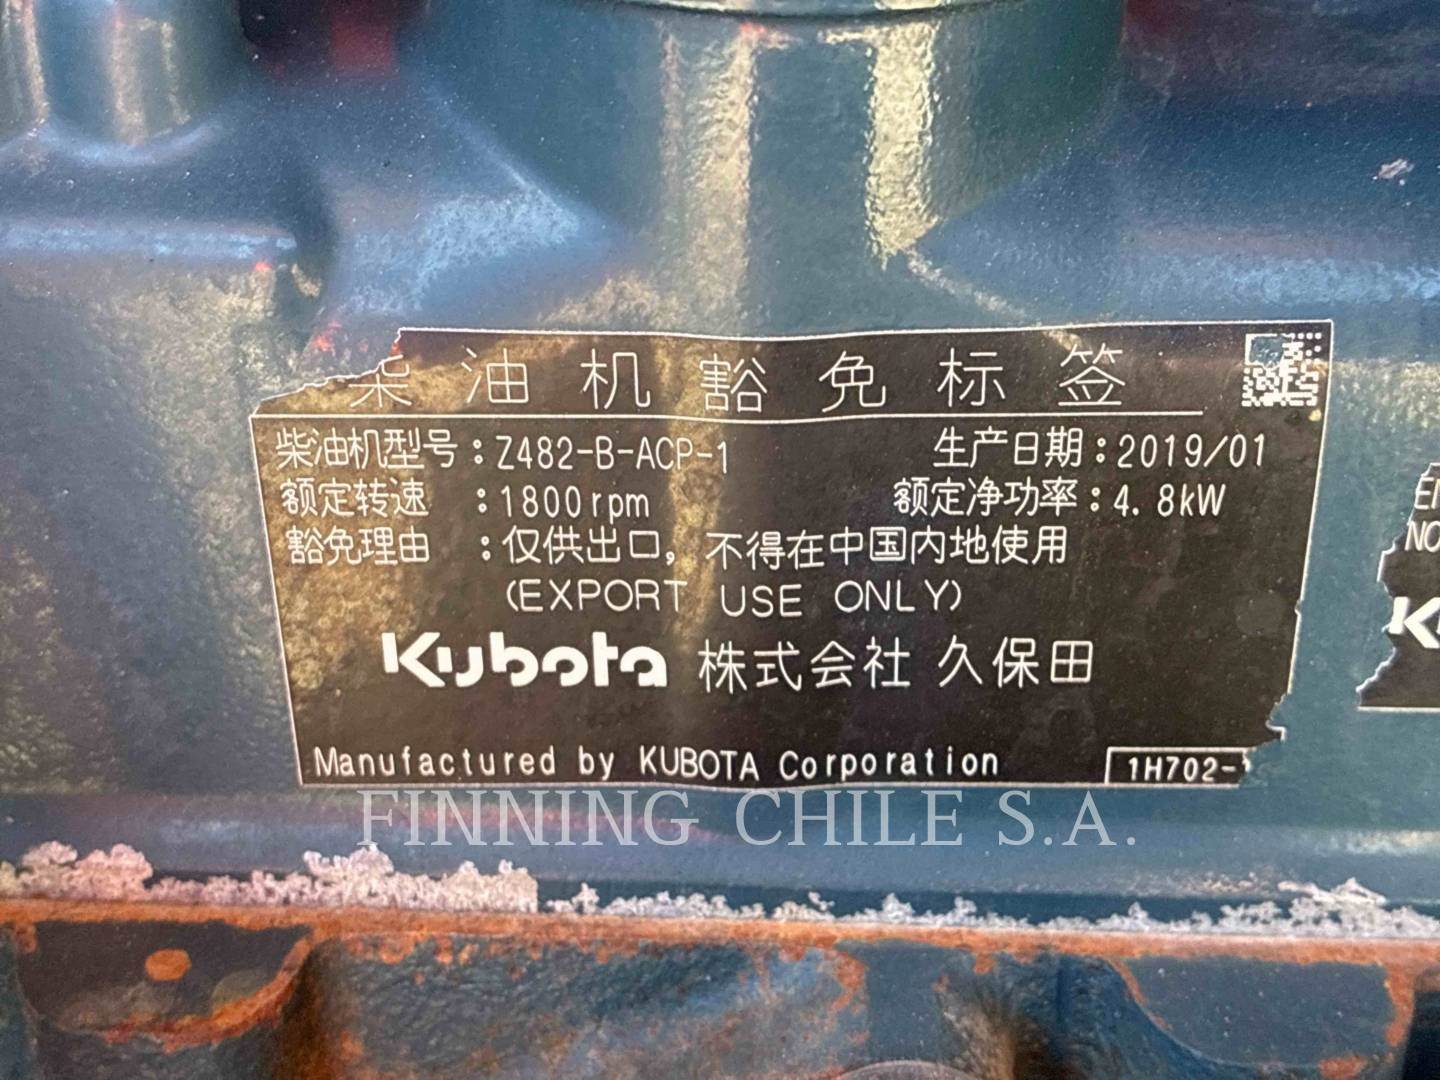 柴油机豁免标签
柴油机型号:Z482-B-ACP-1 生产日期:2019/01
额定转速 :1800rpm 额定净功率:4.8kW
豁免理由 :仅供出口,不得在中国内地使用
(EXPORT USE ONLY)
Kubota 株式会社 久保田
Manufactured by KUBOTA Corporation 1H702-
FINNING CHILE S.A.